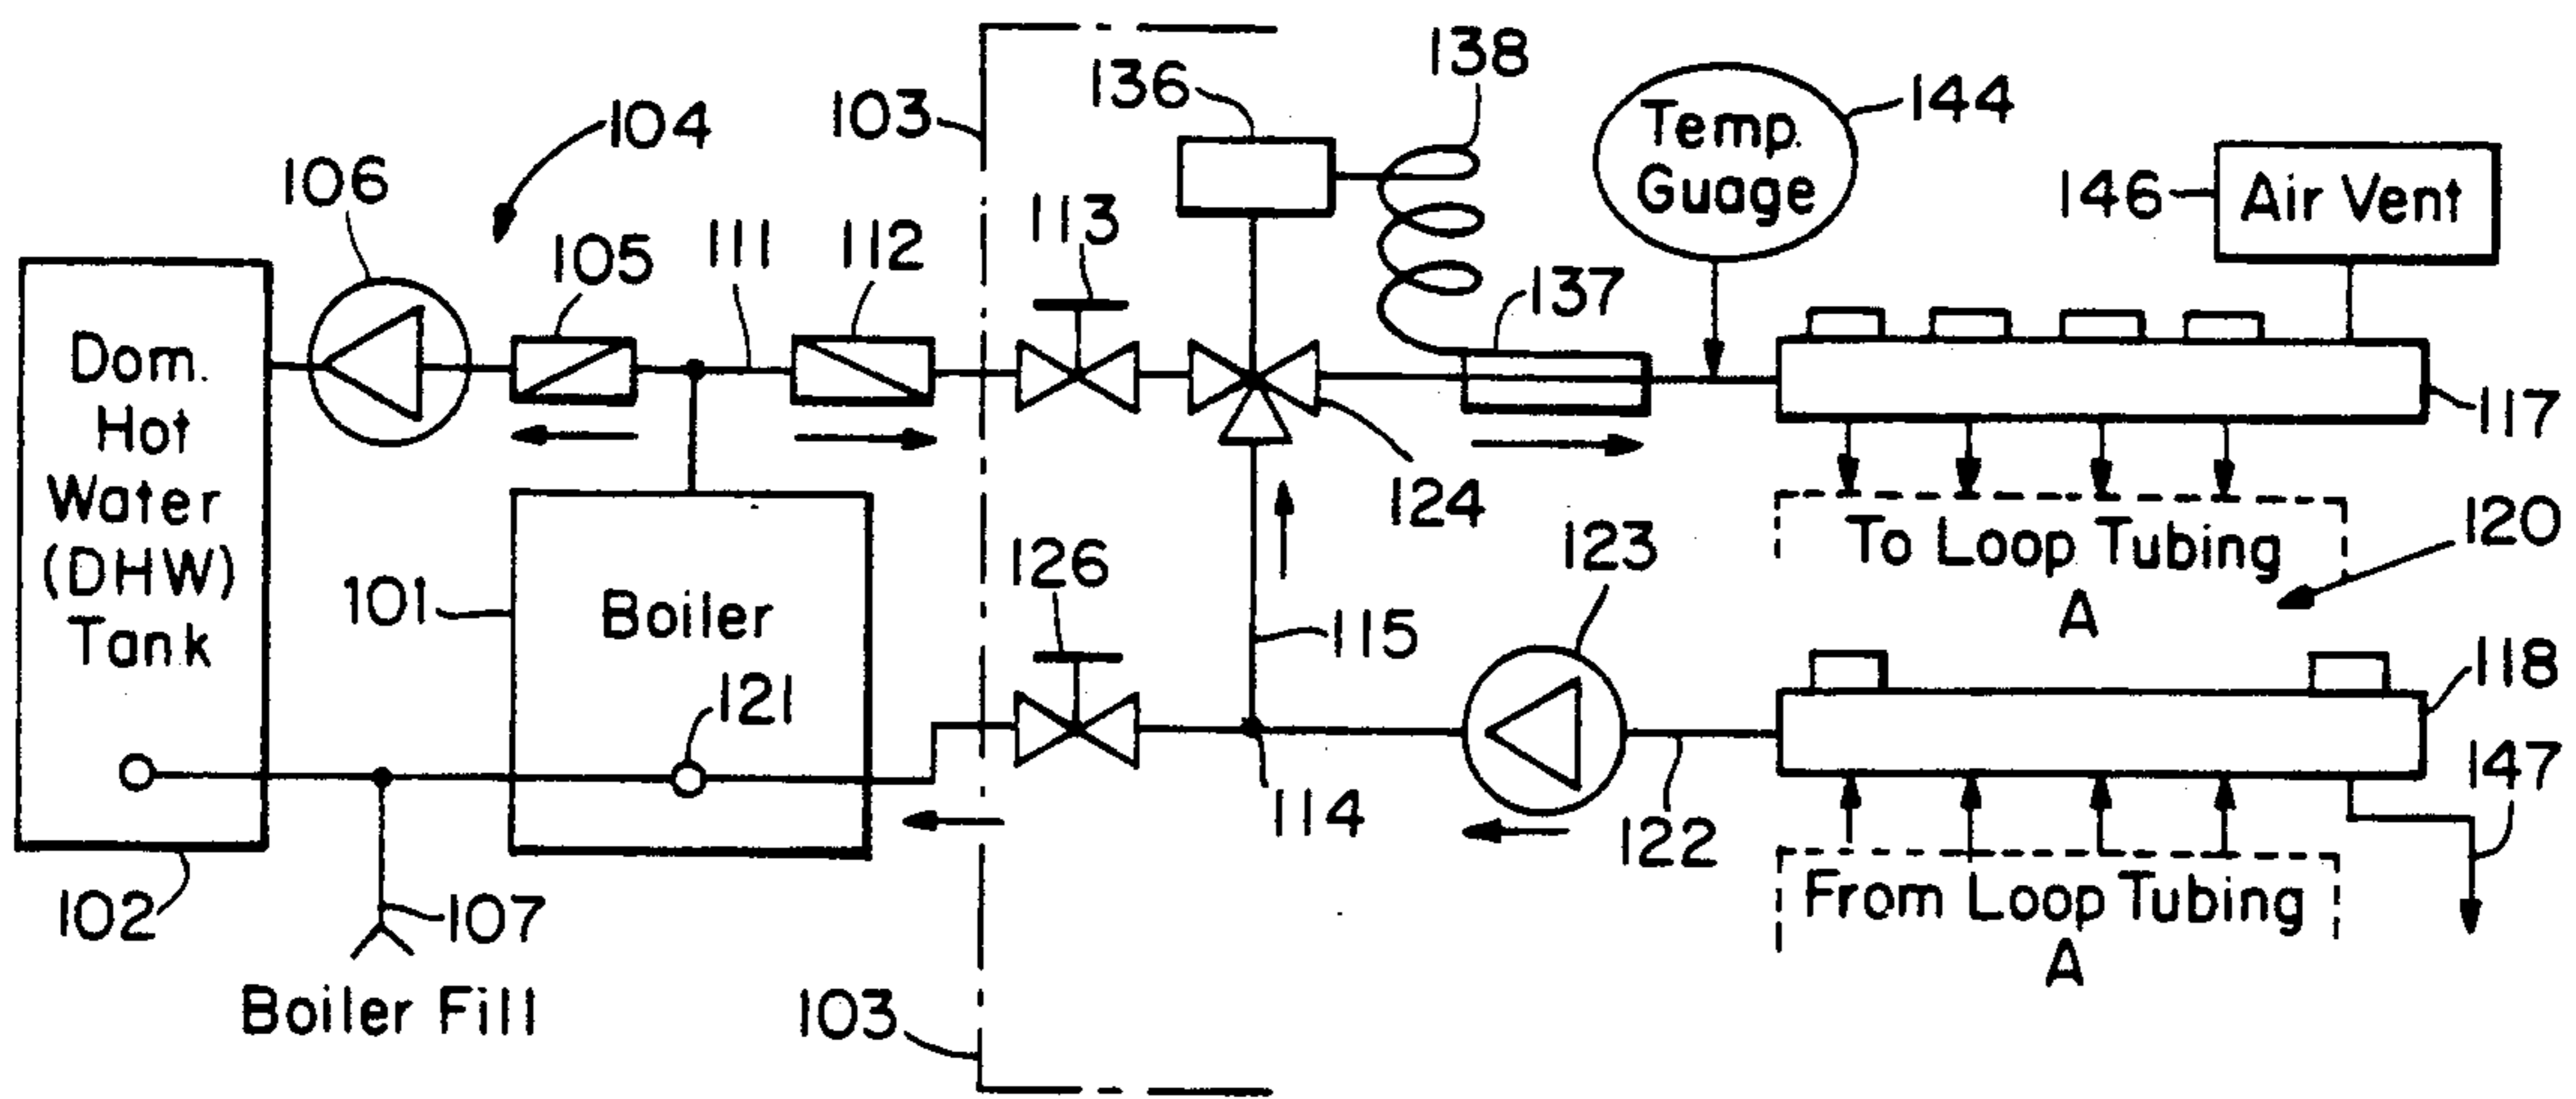 138
136
Temp.
Guage
144
103
104
106
146
Air Vent
113
111
112
105
137
Dom.
Hot
Water
(DHW)
Tank
117
124
120
To Loop Tubing
A
123
126
101
Boiler
115
118
121
147
114
122
From Loop Tubing
A
102
107
Boiler Fill
103